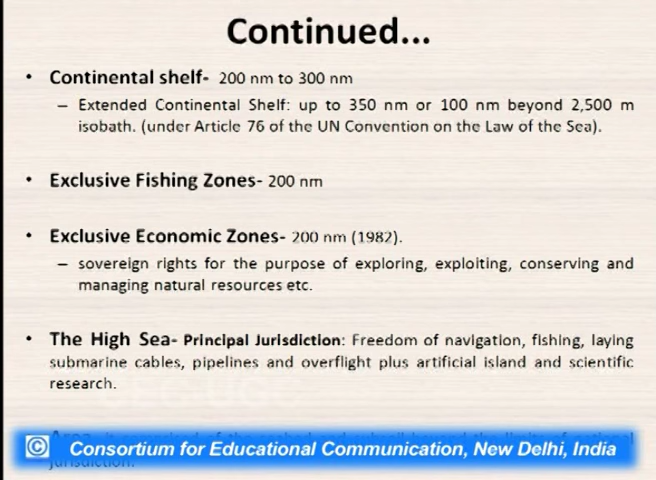 Continued...
• Continental shelf- 200 nm to 300 nm
– Extended Continental Shelf: up to 350 nm or 100 nm beyond 2,500 m
isobath. (under Article 76 of the UN Convention on the Law of the Sea).
• Exclusive Fishing Zones- 200 nm
• Exclusive Economic Zones- 200 nm (1982).
– sovereign rights for the purpose of exploring, exploiting, conserving and
managing natural resources etc.
• The High Sea- Principal Jurisdiction: Freedom of navigation, fishing, laying
submarine cables, pipelines and overflight plus artificial island and scientific
research.
© Consortium for Educational Communication, New Delhi, India
jurisdiction.